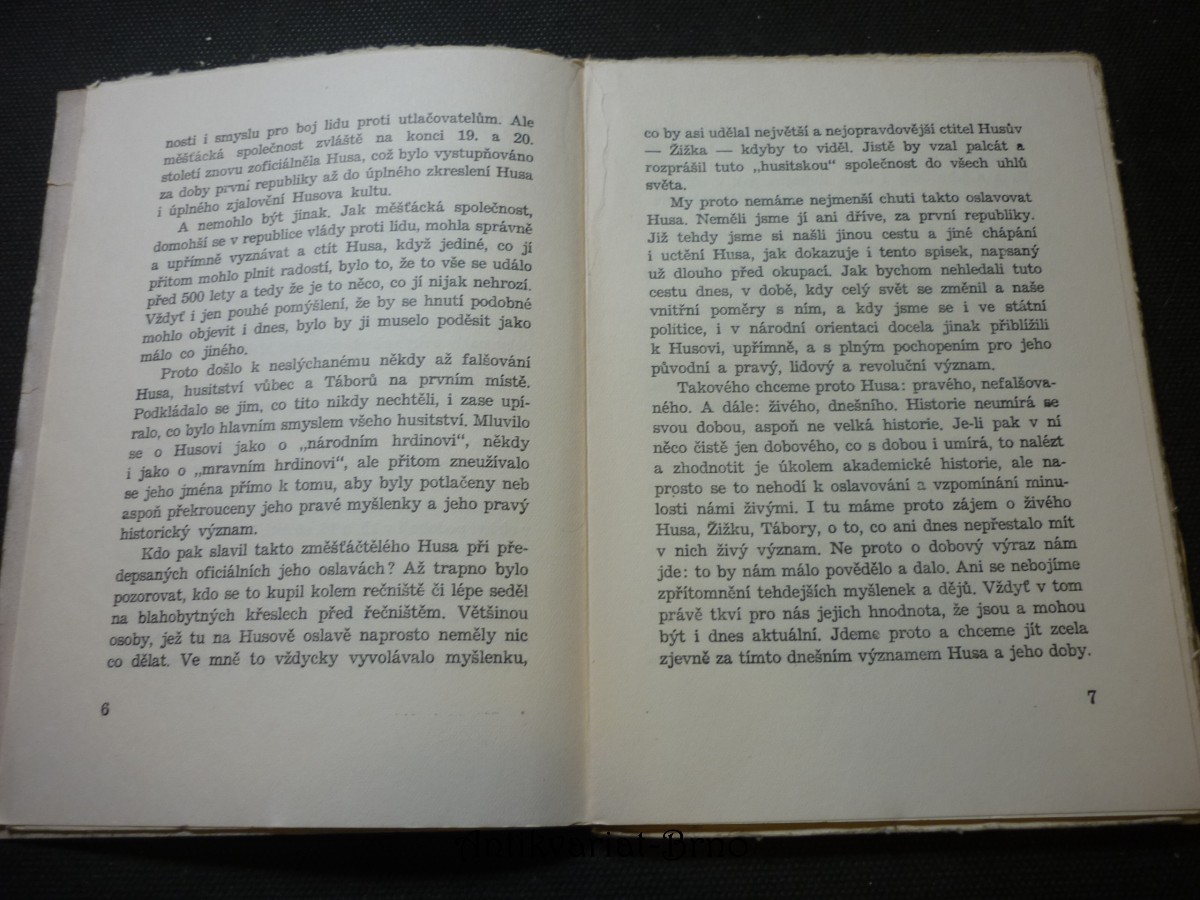 nosti i smyslu pro boj lidu proti utlačovatelům. Ale
měšťácká společnost zvláště na konci 19. a 20.
století znovu zoficiálněla Husa, což bylo vystupňováno
za doby první republiky až do úplného zkreslení Husa
i úplného zjalovění Husova kultu.
A nemohlo být jinak. Jak měšťácká společnost,
domohší se v republice vlády proti lidu, mohla správně
a upřímně vyznávat a ctít Husa, když jediné, co jí
přitom mohlo plnit radostí, bylo to, že to vše se událo
před 500 lety a tedy že je to něco, co jí nijak nehrozí.
Vždyť i jen pouhé pomýšlení, že by se hnutí podobné
mohlo objevit i dnes, bylo by ji muselo poděsit jako
málo co jiného.
Proto došlo k neslýchanému někdy až falšování
Husa, husitství vůbec a Táborů na prvním místě.
Podkládalo se jim, co tito nikdy nechtěli, i zase upí-
ralo, co bylo hlavním smyslem všeho husitství. Mluvilo
se o Husovi jako o „národním hrdinovi“, někdy
i jako o „mravním hrdinovi“, ale přitom zneužívalo
se jeho jména přímo k tomu, aby byly potlačeny neb
aspoň překrouceny jeho pravé myšlenky a jeho pravý
historický význam.
Kdo pak slavil takto změšťáčtělého Husa při pře-
depsaných oficiálních jeho oslavách? Až trapno bylo
pozorovat, kdo se to kupil kolem rečniště či lépe seděl
na blahobytných křeslech před řečništěm. Většinou
osoby, jež tu na Husově oslavě naprosto neměly nic
co dělat. Ve mně to vždycky vyvolávalo myšlenku,
6
co by asi udělal největší a nejopravdovější ctitel Husův
— Žižka — kdyby to viděl. Jistě by vzal palcát a
rozprášil tuto „husitskou“ společnost do všech uhlů
světa.
My proto nemáme nejmenší chuti takto oslavovat
Husa. Neměli jsme jí ani dříve, za první republiky.
Již tehdy jsme si našli jinou cestu a jiné chápání
i uctění Husa, jak dokazuje i tento spisek, napsaný
už dlouho před okupací. Jak bychom nehledali tuto
cestu dnes, v době, kdy celý svět se změnil a naše
vnitřní poměry s ním, a kdy jsme se i ve státní
politice, i v národní orientaci docela jinak přiblížili
k Husovi, upřímně, a s plným pochopením pro jeho
původní a pravý, lidový a revoluční význam.
Takového chceme proto Husa: pravého, nefalšova-
ného. A dále: živého, dnešního. Historie neumírá se
svou dobou, aspoň ne velká historie. Je-li pak v ní
něco čistě jen dobového, co s dobou i umírá, to nalézt
a zhodnotit je úkolem akademické historie, ale na-
prosto se to nehodí k oslavování a vzpomínání minu-
losti námi živými. I tu máme proto zájem o živého
Husa, Žižku, Tábory, o to, co ani dnes nepřestalo mít
v nich živý význam. Ne proto o dobový výraz nám
jde: to by nám málo povědělo a dalo. Ani se nebojíme
zpřítomnění tehdejších myšlenek a dějů. Vždyť v tom
právě tkví pro nás jejich hnodnota, že jsou a mohou
být i dnes aktuální. Jdeme proto a chceme jít zcela
zjevně za tímto dnešním významem Husa a jeho doby.
7
Antikvariat-Brno